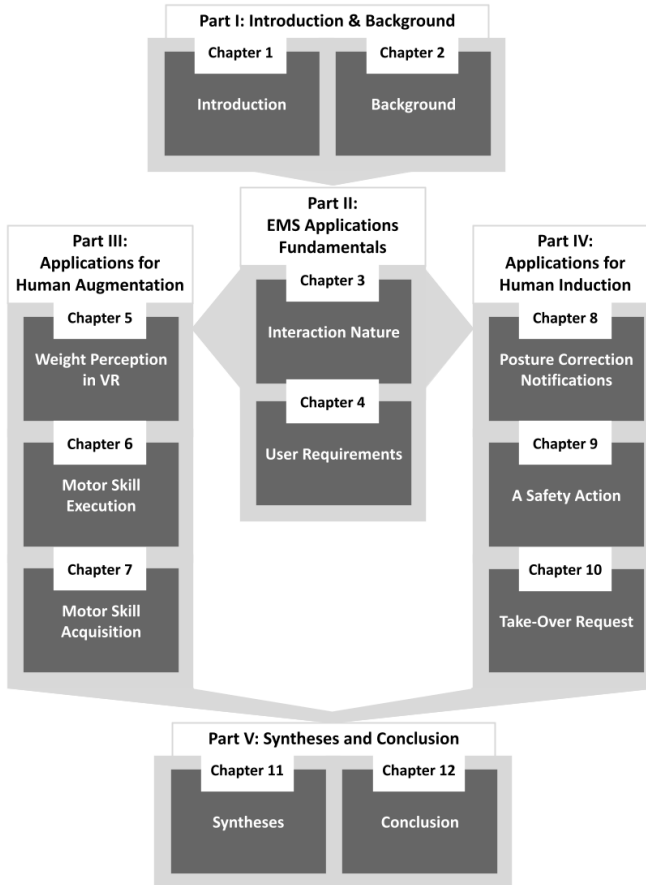 Part I: Introduction & Background
Chapter 1
Introduction
Chapter 2
Background
Part II:
EMS Applications
Fundamentals
Chapter 3
Interaction Nature
Chapter 4
User Requirements
Part III:
Applications for
Human Augmentation
Chapter 5
Weight Perception
in VR
Chapter 6
Motor Skill
Execution
Chapter 7
Motor Skill
Acquisition
Part IV:
Applications for
Human Induction
Chapter 8
Posture Correction
Notifications
Chapter 9
A Safety Action
Chapter 10
Take-Over Request
Part V: Syntheses and Conclusion
Chapter 11
Syntheses
Chapter 12
Conclusion